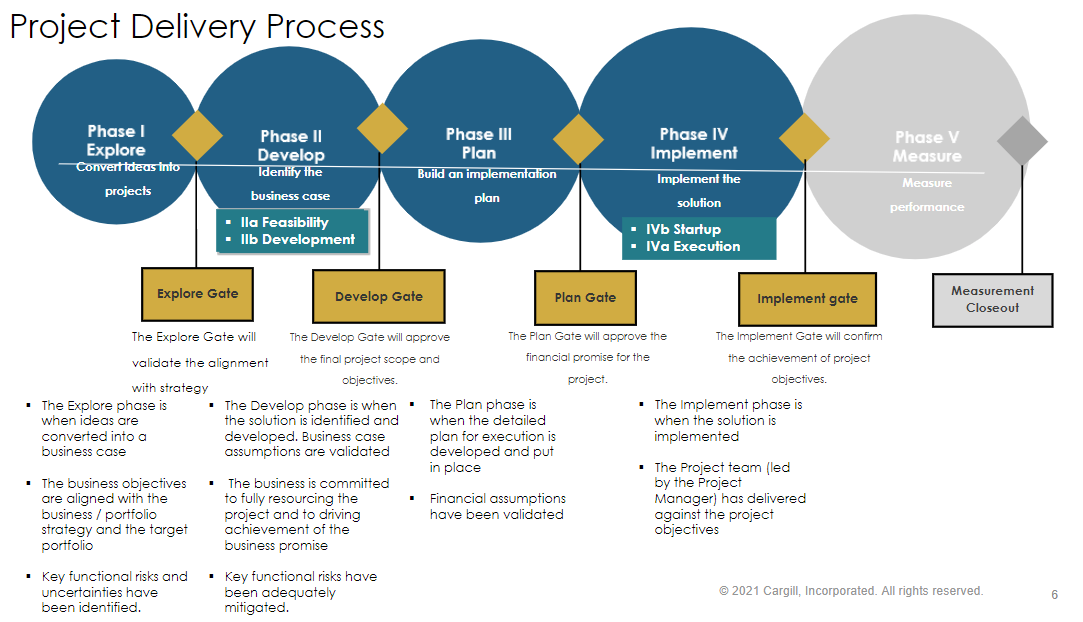 Project Delivery Process
Phase I
Explore
Convert ideas into
projects
Phase II
Develop
Identify the
business case
▪ IIa Feasibility
▪ IIb Development
Phase III
Plan
Build an implementation
plan
Phase IV
Implement
Implement the
solution
▪ IVb Startup
▪ IVa Execution
Phase V
Measure
Measure
performance
Explore Gate
Develop Gate
Plan Gate
Implement gate
Measurement
Closeout
The Explore Gate will
validate the alignment
with strategy
The Develop Gate will approve
the final project scope and
objectives.
The Plan Gate will approve the
financial promise for the
project.
The Implement Gate will confirm
the achievement of project
objectives.
▪ The Explore phase is
when ideas are
converted into a
business case
▪ The business objectives
are aligned with the
business / portfolio
strategy and the target
portfolio
▪ Key functional risks and
uncertainties have
been identified.
▪ The Develop phase is when
the solution is identified and
developed. Business case
assumptions are validated
▪ The business is committed
to fully resourcing the
project and to driving
achievement of the
business promise
▪ Key functional risks have
been adequately
mitigated.
▪ The Plan phase is
when the detailed
plan for execution is
developed and put
in place
▪ Financial assumptions
have been validated
▪ The Implement phase is
when the solution is
implemented
▪ The Project team (led
by the Project
Manager) has delivered
against the project
objectives
© 2021 Cargill, Incorporated. All rights reserved.
6